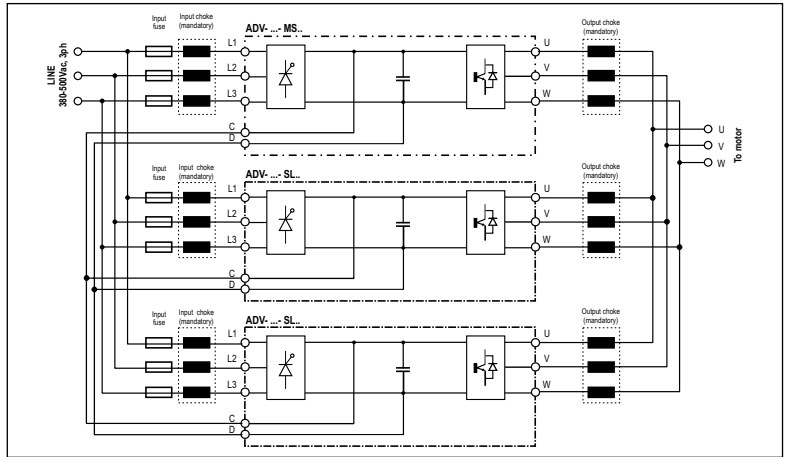 Input
fuse
Input choke
(mandatory)
ADV- ...- MS..
Output choke
(mandatory)
LINE
380-500Vac, 3ph
L1
L2
L3
C
D
U
V
W
U
V
W
To motor
Input
fuse
Input choke
(mandatory)
ADV- ...- SL..
Output choke
(mandatory)
L1
L2
L3
C
D
U
V
W
Input
fuse
Input choke
(mandatory)
ADV- ...- SL..
Output choke
(mandatory)
L1
L2
L3
C
D
U
V
W